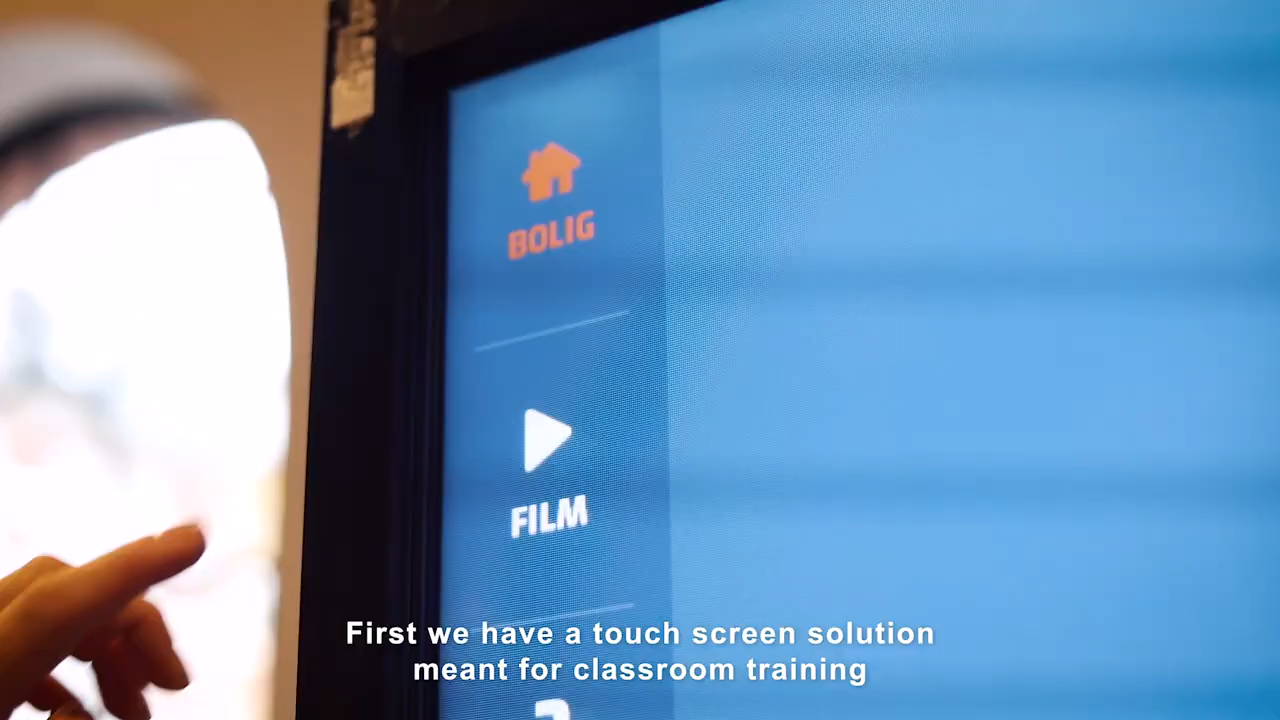 BOLIG
FILM
First we have a touch screen solution
meant for classroom training